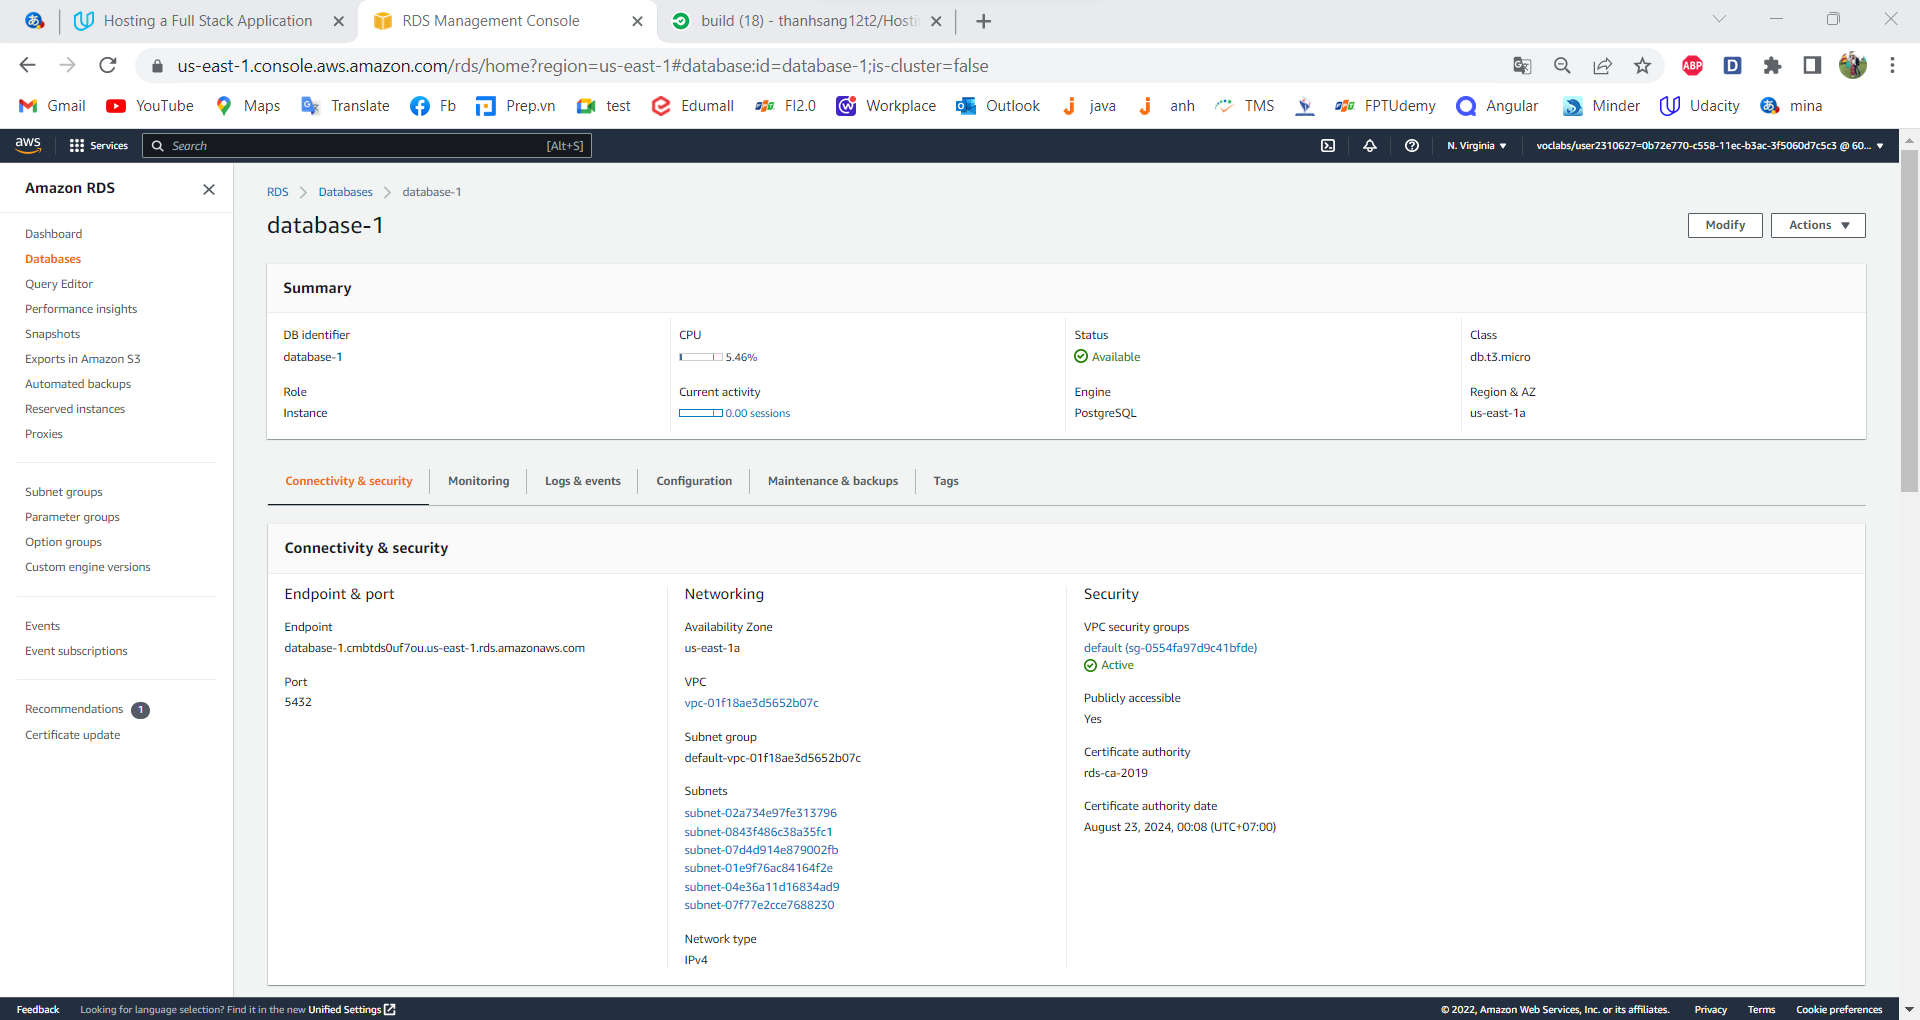 Hosting a Full Stack Application
RDS Management Console
build (18) - thanhsang12t2/Hosti
us-east-1.console.aws.amazon.com/rds/home?region=us-east-1#database:id=database-1;is-cluster=false
ABP
D
Gmail
YouTube
Maps
Translate
Fb
Prep.vn
test
Edumall
FI2.0
Workplace
Outlook
java
anh
TMS
FPTUdemy
Angular
Minder
Udacity
mina
aws
Services
Search
[Alt+S]
N. Virginia
voclabs/user2310627=0b72e770-c558-11ec-b3ac-3f5060d7c5c3 @ 60...
Amazon RDS
Dashboard
Databases
Query Editor
Performance insights
Snapshots
Exports in Amazon S3
Automated backups
Reserved instances
Proxies
Subnet groups
Parameter groups
Option groups
Custom engine versions
Events
Event subscriptions
Recommendations 1
Certificate update
RDS
Databases
database-1
database-1
Modify
Actions
Summary
DB identifier
database-1
CPU
5.46%
Status
Available
Class
db.t3.micro
Role
Instance
Current activity
0.00 sessions
Engine
PostgreSQL
Region & AZ
us-east-1a
Connectivity & security
Monitoring
Logs & events
Configuration
Maintenance & backups
Tags
Connectivity & security
Endpoint & port
Endpoint
database-1.cmbtds0uf7ou.us-east-1.rds.amazonaws.com
Port
5432
Networking
Availability Zone
us-east-1a
VPC
vpc-01f18ae3d5652b07c
Subnet group
default-vpc-01f18ae3d5652b07c
Subnets
subnet-02a734e97fe313796
subnet-0843f486c38a35fc1
subnet-07d4d914e879002fb
subnet-01e9f76ac84164f2e
subnet-04e36a11d16834ad9
subnet-07f77e2cce7688230
Network type
IPv4
Security
VPC security groups
default (sg-0554fa97d9c41bfde)
Active
Publicly accessible
Yes
Certificate authority
rds-ca-2019
Certificate authority date
August 23, 2024, 00:08 (UTC+07:00)
Feedback
Looking for language selection? Find it in the new Unified Settings
© 2022, Amazon Web Services, Inc. or its affiliates.
Privacy
Terms
Cookie preferences